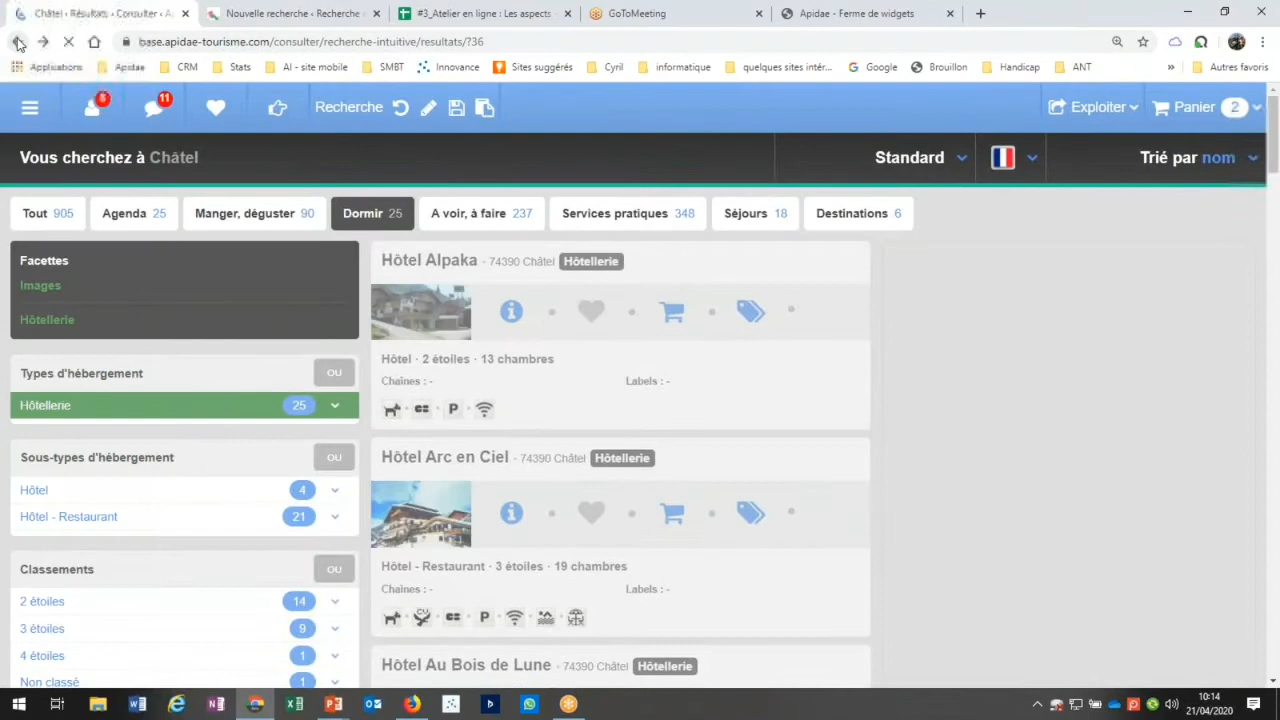 Châtel - Résultats - Consulter - A
Nouvelle recherche ‹ Recherche
#3_Atelier en ligne : Les aspects
GoToMeeting
Apidae - Ferme de widgets
base.apidae-tourisme.com/consulter/recherche-intuitive/resultats/?36
Applications
Apidae
CRM
Stats
AI - site mobile
SMBT
Innovance
Sites suggérés
Cyril
informatique
quelques sites intér...
Google
Brouillon
Handicap
ANT
»
Autres favoris
11
Recherche
Exploiter
Panier 2
Vous cherchez à Châtel
Standard
Trié par nom
Tout 905
Agenda 25
Manger, déguster 90
Dormir 25
A voir, à faire 237
Services pratiques 348
Séjours 18
Destinations 6
Facettes
Images
Hôtellerie
Types d'hébergement OU
Hôtellerie 25
Sous-types d'hébergement OU
Hôtel 4
Hôtel - Restaurant 21
Classements OU
2 étoiles 14
3 étoiles 9
4 étoiles 1
Non classé 1
Hôtel Alpaka - 74390 Châtel Hôtellerie
Hôtel · 2 étoiles · 13 chambres
Chaînes : - Labels : -
P
Hôtel Arc en Ciel - 74390 Châtel Hôtellerie
Hôtel - Restaurant · 3 étoiles · 19 chambres
Chaînes : - Labels : -
P
Hôtel Au Bois de Lune - 74390 Châtel Hôtellerie
10:14
21/04/2020